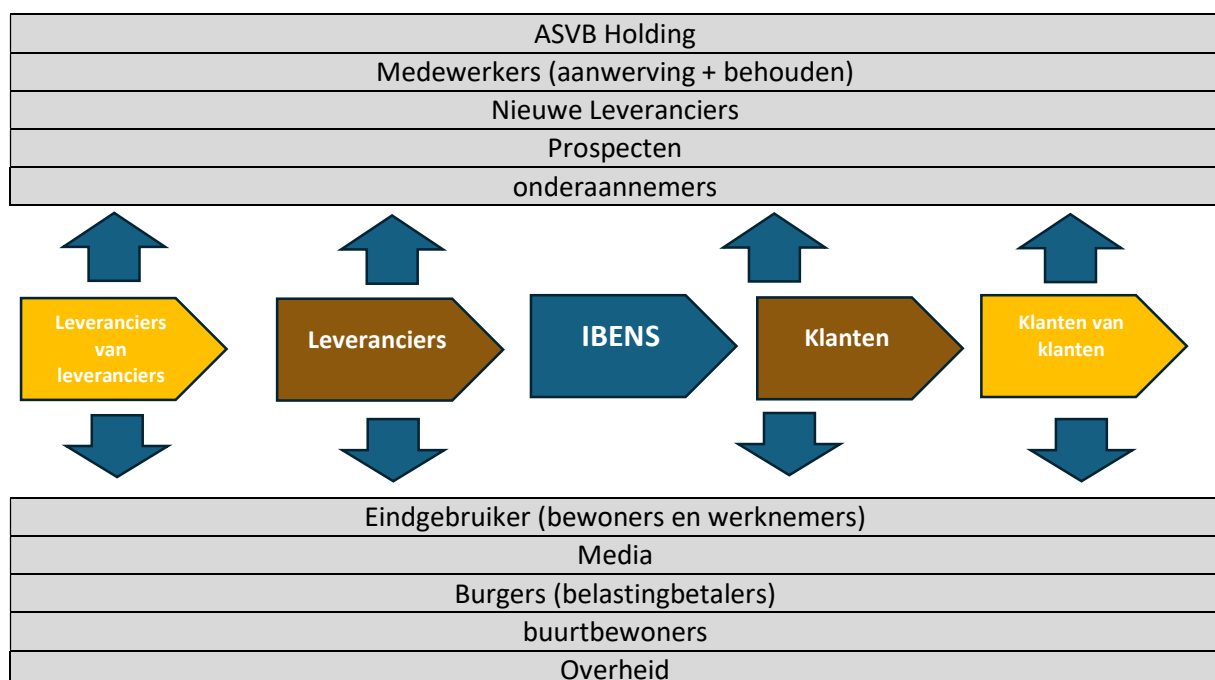 ASVB Holding
Medewerkers (aanwerving + behouden)
Nieuwe Leveranciers
Prospecten
onderaannemers
Leveranciers
van
leveranciers
Leveranciers
IBENS
Klanten
Klanten van
klanten
Eindgebruiker (bewoners en werknemers)
Media
Burgers (belastingbetalers)
buurtbewoners
Overheid